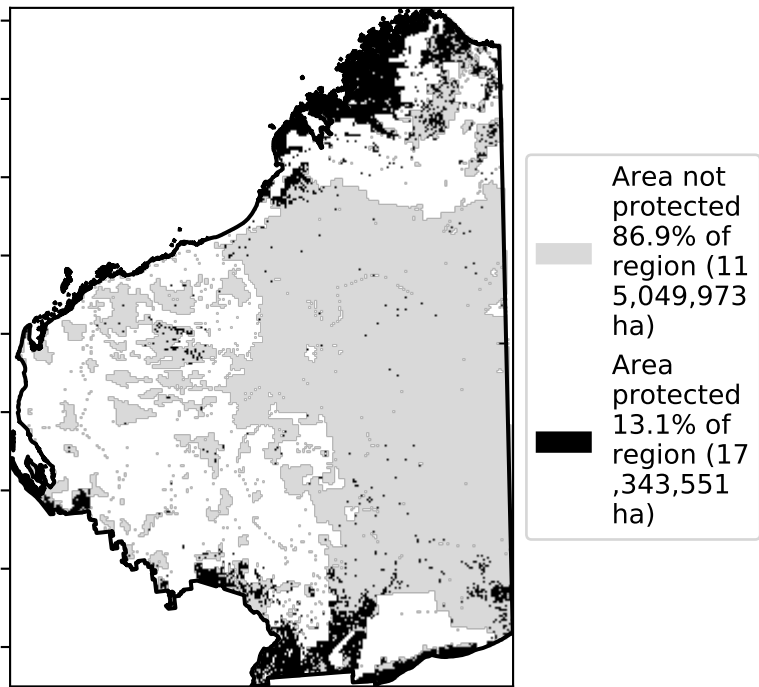 Area not
protected
86.9% of
region (11
5,049,973
ha)
Area
protected
13.1% of
region (17
,343,551
ha)